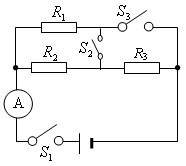 R₁ S₃
S₂
R₂ R₃
A
S₁